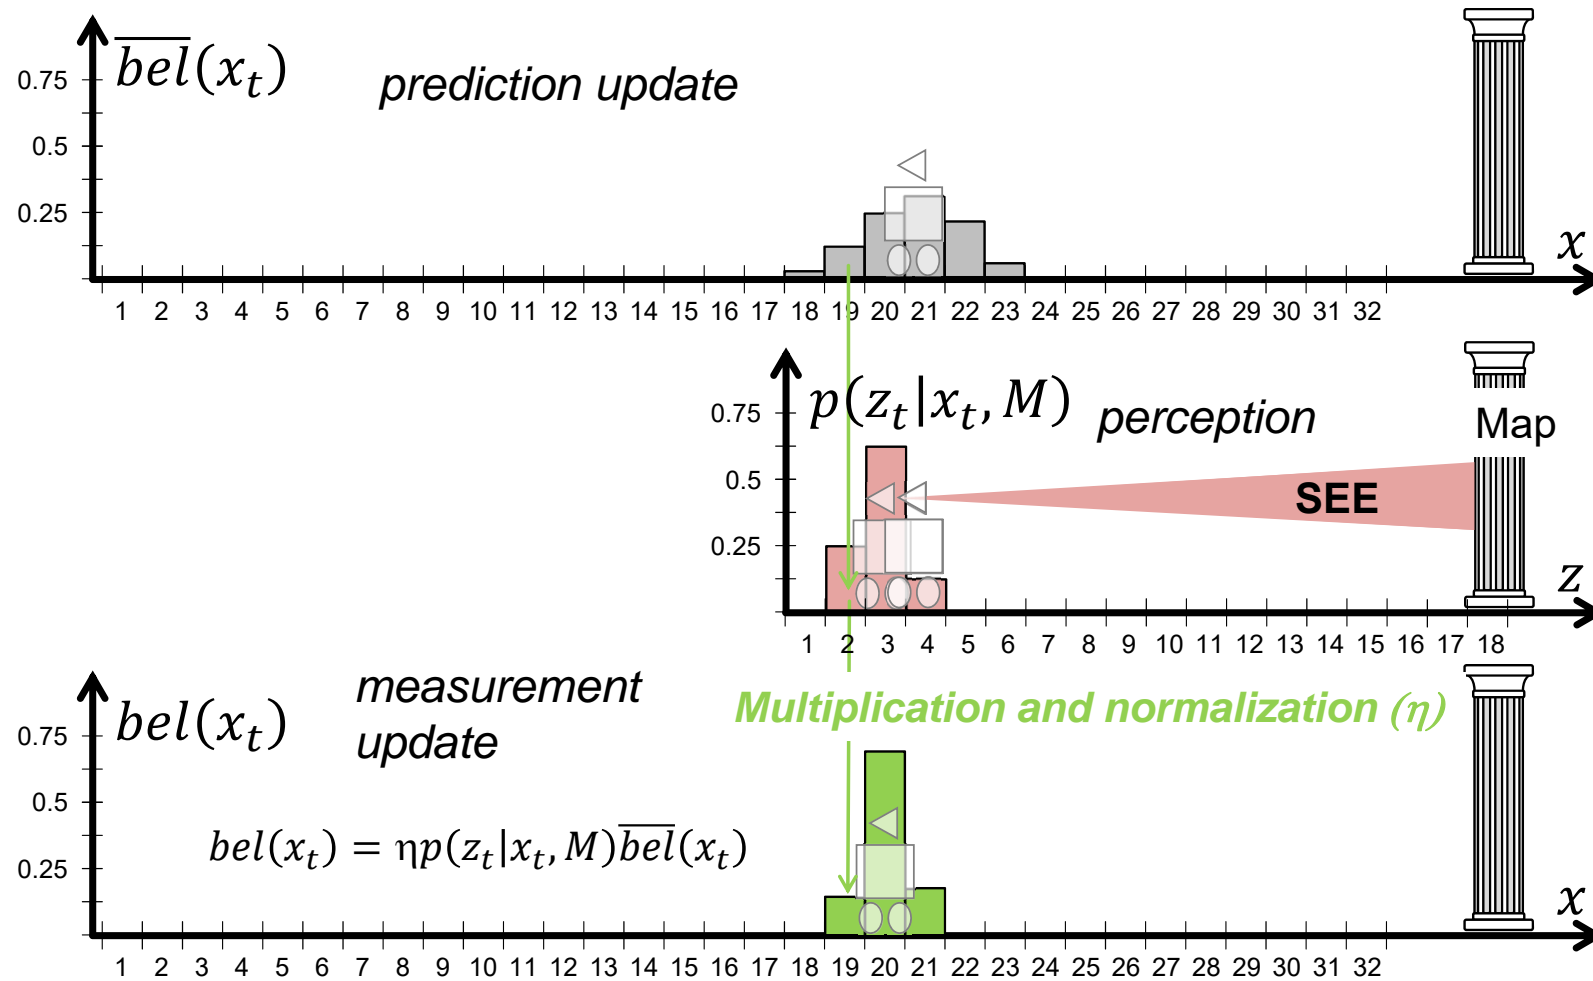 $\overline{bel}(x_t)$
prediction update
0.75
0.5
0.25
x
1 2 3 4 5 6 7 8 9 10 11 12 13 14 15 16 17 18 19 20 21 22 23 24 25 26 27 28 29 30 31 32
$p(z_t|x_t, M)$
perception
Map
0.75
0.5
0.25
SEE
z
1 2 3 4 5 6 7 8 9 10 11 12 13 14 15 16 17 18
$bel(x_t)$
measurement
update
Multiplication and normalization (η)
0.75
0.5
0.25
$bel(x_t) = ηp(z_t|x_t, M)\overline{bel}(x_t)$
x
1 2 3 4 5 6 7 8 9 10 11 12 13 14 15 16 17 18 19 20 21 22 23 24 25 26 27 28 29 30 31 32